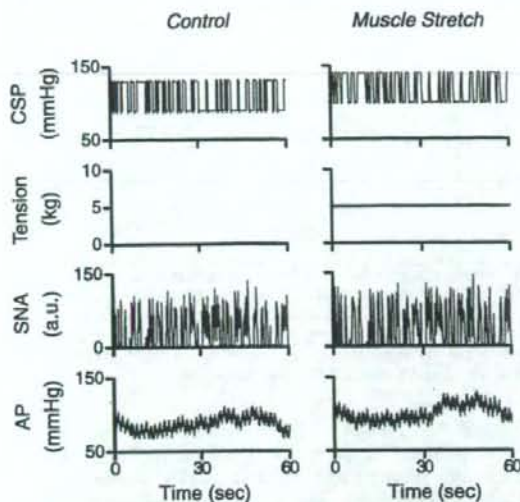 Control Muscle Stretch
150
CSP
(mmHg)
50
10
Tension
(kg)
5
0
150
SNA
(a.u.)
0
150
AP
(mmHg)
50
0 30 60 0 30 60
Time (sec) Time (sec)